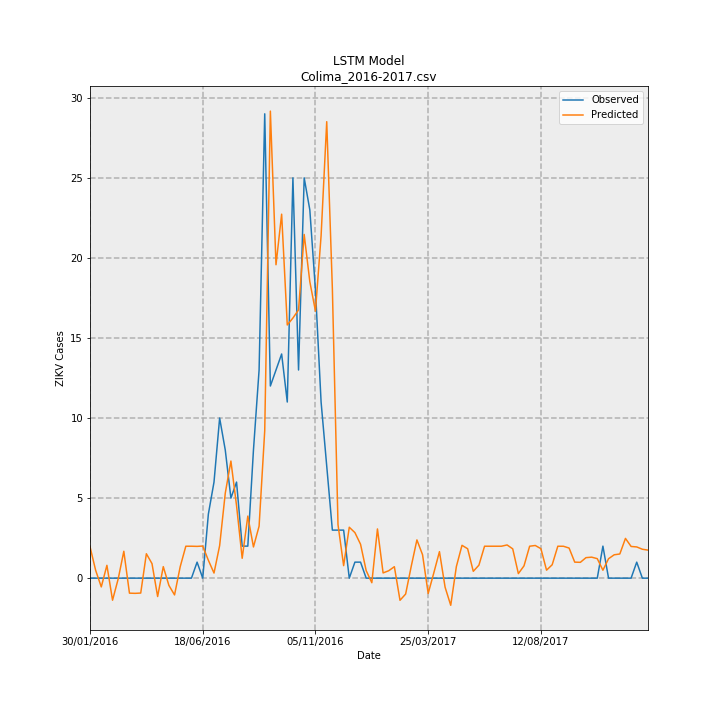 LSTM Model
Colima_2016-2017.csv
Observed
Predicted
30
25
20
15
10
5
0
ZIKV Cases
30/01/2016
18/06/2016
05/11/2016
25/03/2017
12/08/2017
Date